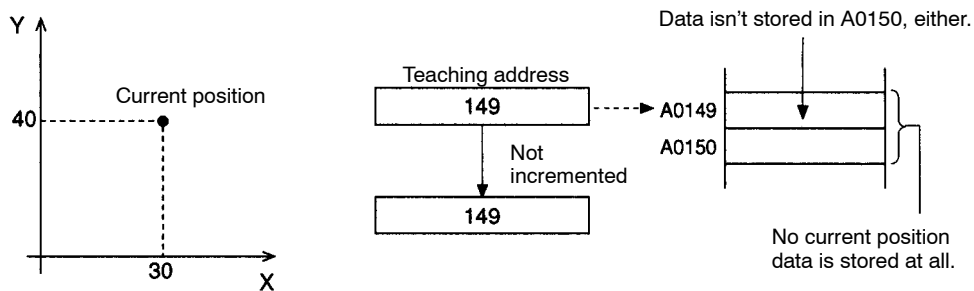 Y
Current position
40
30
X
Teaching address
149
Not
incremented
149
Data isn't stored in A0150, either.
A0149
A0150
No current position
data is stored at all.